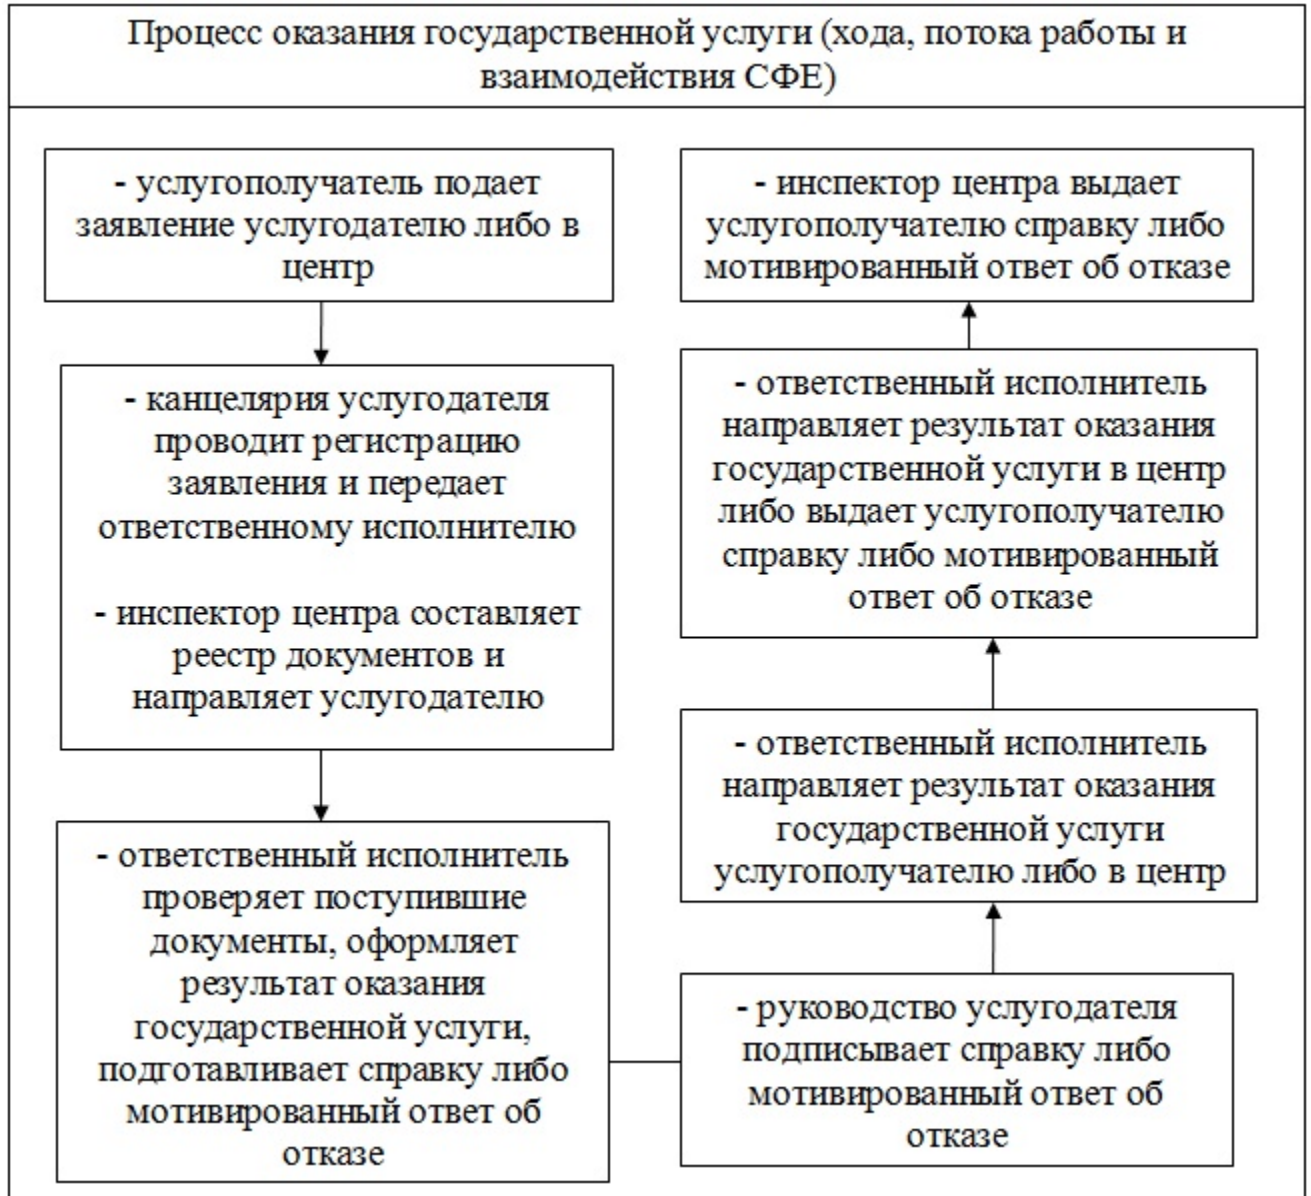 Процесс оказания государственной услуги (хода, потока работы и
взаимодействия СФЕ)
- услугополучатель подает
заявление услугодателю либо в
центр
- канцелярия услугодателя
проводит регистрацию
заявления и передает
ответственному исполнителю
- инспектор центра составляет
реестр документов и
направляет услугодателю
- ответственный исполнитель
проверяет поступившие
документы, оформляет
результат оказания
государственной услуги,
подготавливает справку либо
мотивированный ответ об
отказе
- руководство услугодателя
подписывает справку либо
мотивированный ответ об
отказе
- ответственный исполнитель
направляет результат оказания
государственной услуги
услугополучателю либо в центр
- ответственный исполнитель
направляет результат оказания
государственной услуги в центр
либо выдает услугополучателю
справку либо мотивированный
ответ об отказе
- инспектор центра выдает
услугополучателю справку либо
мотивированный ответ об отказе